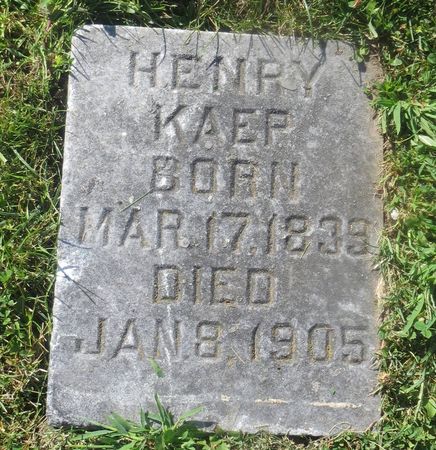 HENRY
KAEP
BORN
MAR. 17, 1839
DIED
JAN. 8, 1905